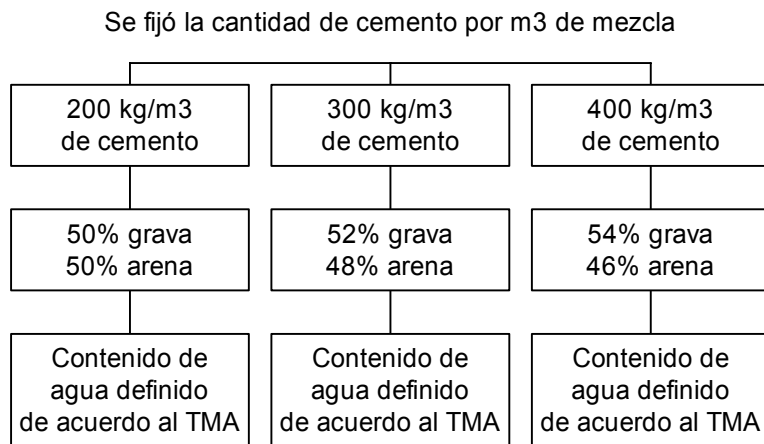 Se fijó la cantidad de cemento por m3 de mezcla
200 kg/m3
de cemento
300 kg/m3
de cemento
400 kg/m3
de cemento
50% grava
50% arena
52% grava
48% arena
54% grava
46% arena
Contenido de
agua definido
de acuerdo al TMA
Contenido de
agua definido
de acuerdo al TMA
Contenido de
agua definido
de acuerdo al TMA